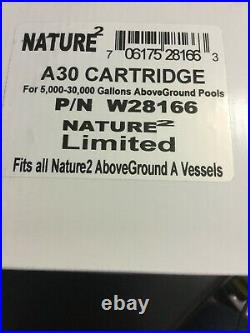 NATURE2
7 06175 28166 3
A30 CARTRIDGE
For 5,000-30,000 Gallons AboveGround Pools
P/N W28166
NATURE2
Limited
Fits all Nature2 AboveGround A Vessels